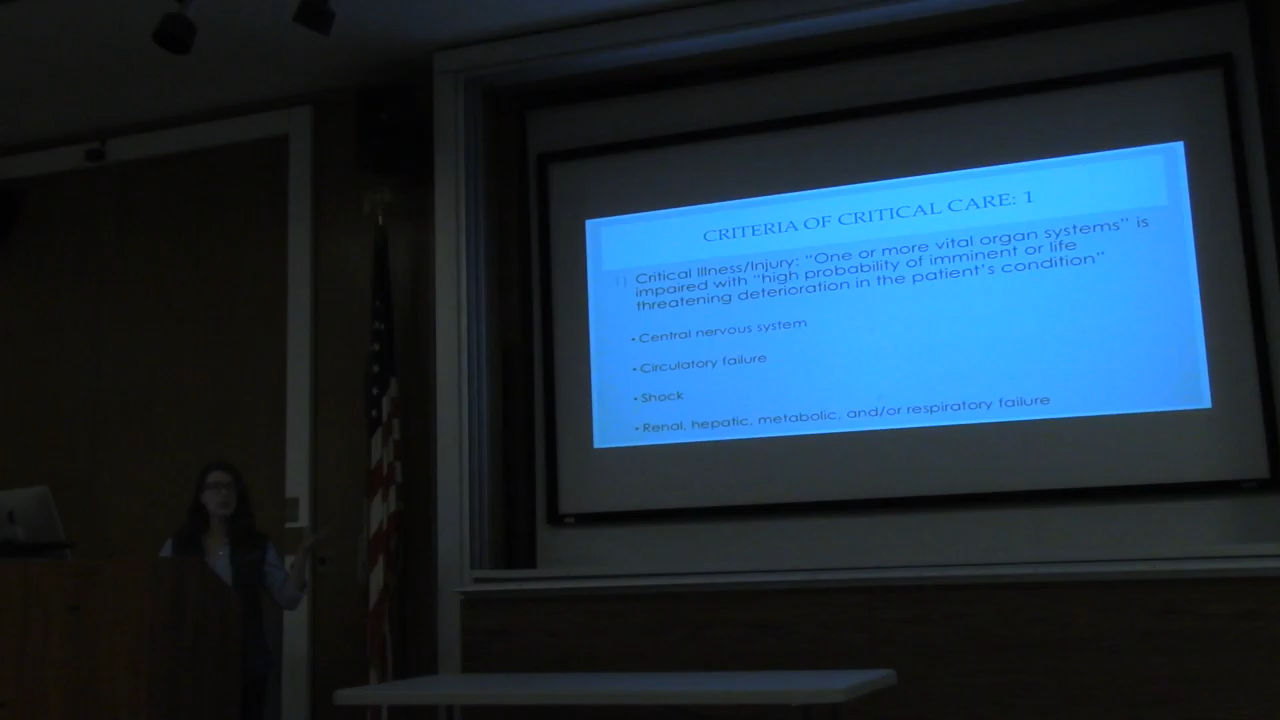 CRITERIA OF CRITICAL CARE: 1
1) Critical Illness/Injury: “One or more vital organ systems” is
impaired with “high probability of imminent or life
threatening deterioration in the patient’s condition”
• Central nervous system
• Circulatory failure
• Shock
• Renal, hepatic, metabolic, and/or respiratory failure